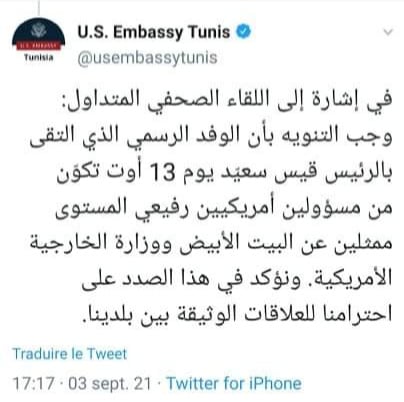 U.S. Embassy Tunis
Tunisia
@usembassytunis
في إشارة إلى اللقاء الصحفي المتداول:
وجب التنويه بأن الوفد الرسمي الذي التقى
بالرئيس قيس سعيّد يوم 13 أوت تكوّن
من مسؤولين أمريكيين رفيعي المستوى
ممثلين عن البيت الأبيض ووزارة الخارجية
الأمريكية. ونؤكد في هذا الصدد على
احترامنا للعلاقات الوثيقة بين بلدينا.
Traduire le Tweet
17:17 · 03 sept. 21 · Twitter for iPhone